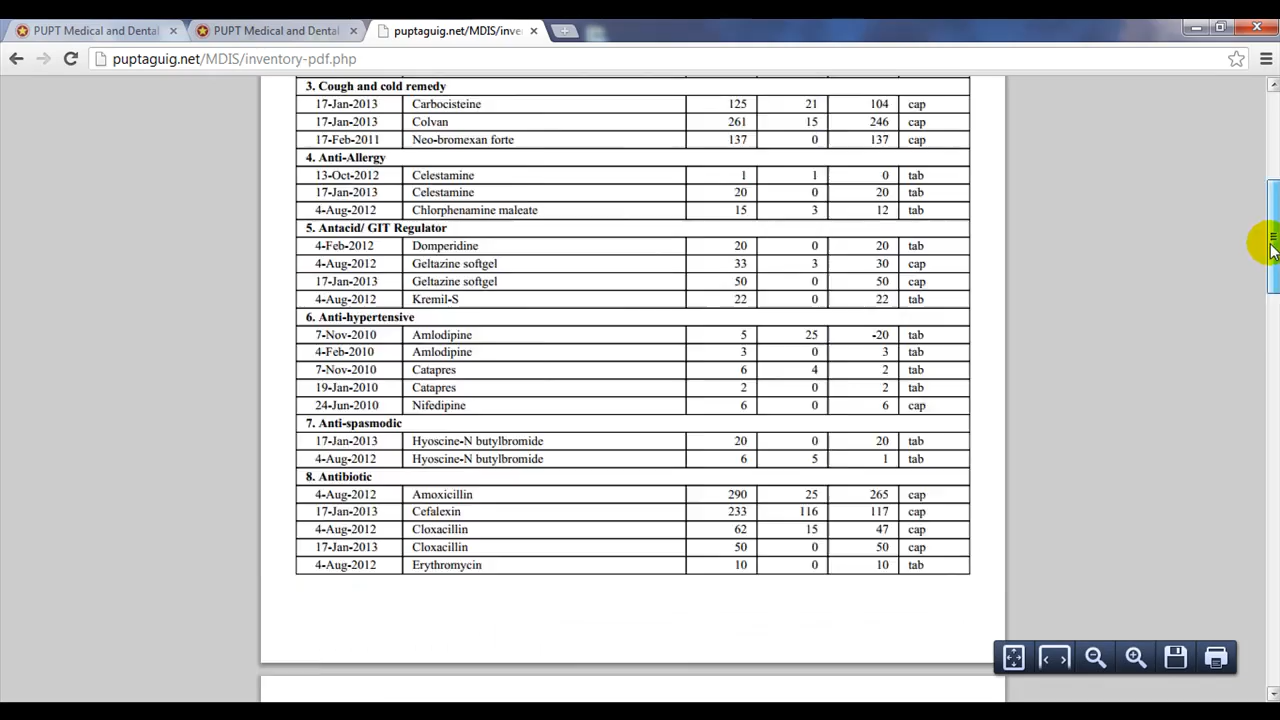 PUPT Medical and Dental
PUPT Medical and Dental
puptaguig.net/MDIS/inve
puptaguig.net/MDIS/inventory-pdf.php
3. Cough and cold remedy
17-Jan-2013 Carbocisteine 125 21 104 cap
17-Jan-2013 Colvan 261 15 246 cap
17-Feb-2011 Neo-bromexan forte 137 0 137 cap
4. Anti-Allergy
13-Oct-2012 Celestamine 1 1 0 tab
17-Jan-2013 Celestamine 20 0 20 tab
4-Aug-2012 Chlorphenamine maleate 15 3 12 tab
5. Antacid/ GIT Regulator
4-Feb-2012 Domperidine 20 0 20 tab
4-Aug-2012 Geltazine softgel 33 3 30 cap
17-Jan-2013 Geltazine softgel 50 0 50 cap
4-Aug-2012 Kremil-S 22 0 22 tab
6. Anti-hypertensive
7-Nov-2010 Amlodipine 5 25 -20 tab
4-Feb-2010 Amlodipine 3 0 3 tab
7-Nov-2010 Catapres 6 4 2 tab
19-Jan-2010 Catapres 2 0 2 tab
24-Jun-2010 Nifedipine 6 0 6 cap
7. Anti-spasmodic
17-Jan-2013 Hyoscine-N butylbromide 20 0 20 tab
4-Aug-2012 Hyoscine-N butylbromide 6 5 1 tab
8. Antibiotic
4-Aug-2012 Amoxicillin 290 25 265 cap
17-Jan-2013 Cefalexin 233 116 117 cap
4-Aug-2012 Cloxacillin 62 15 47 cap
17-Jan-2013 Cloxacillin 50 0 50 cap
4-Aug-2012 Erythromycin 10 0 10 tab